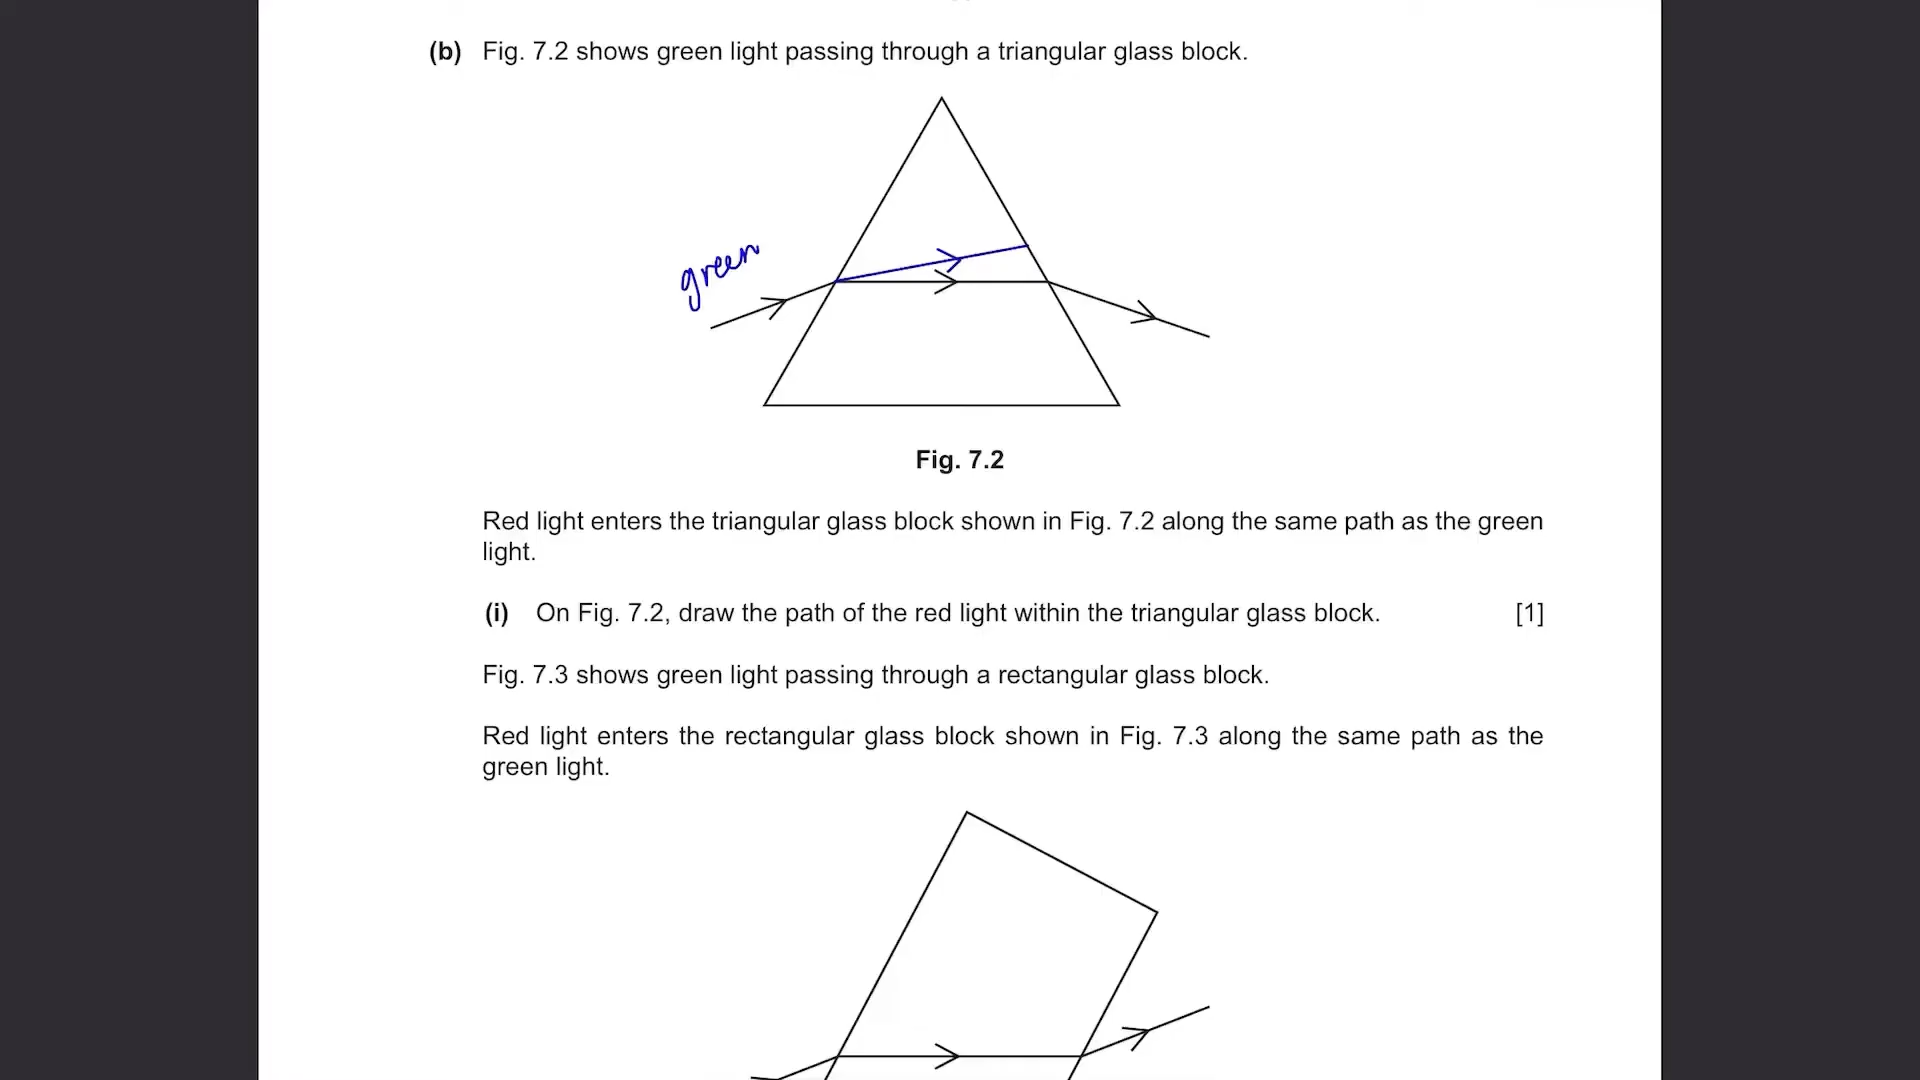 (b) Fig. 7.2 shows green light passing through a triangular glass block.
green
Fig. 7.2
Red light enters the triangular glass block shown in Fig. 7.2 along the same path as the green
light.
(i) On Fig. 7.2, draw the path of the red light within the triangular glass block. [1]
Fig. 7.3 shows green light passing through a rectangular glass block.
Red light enters the rectangular glass block shown in Fig. 7.3 along the same path as the
green light.